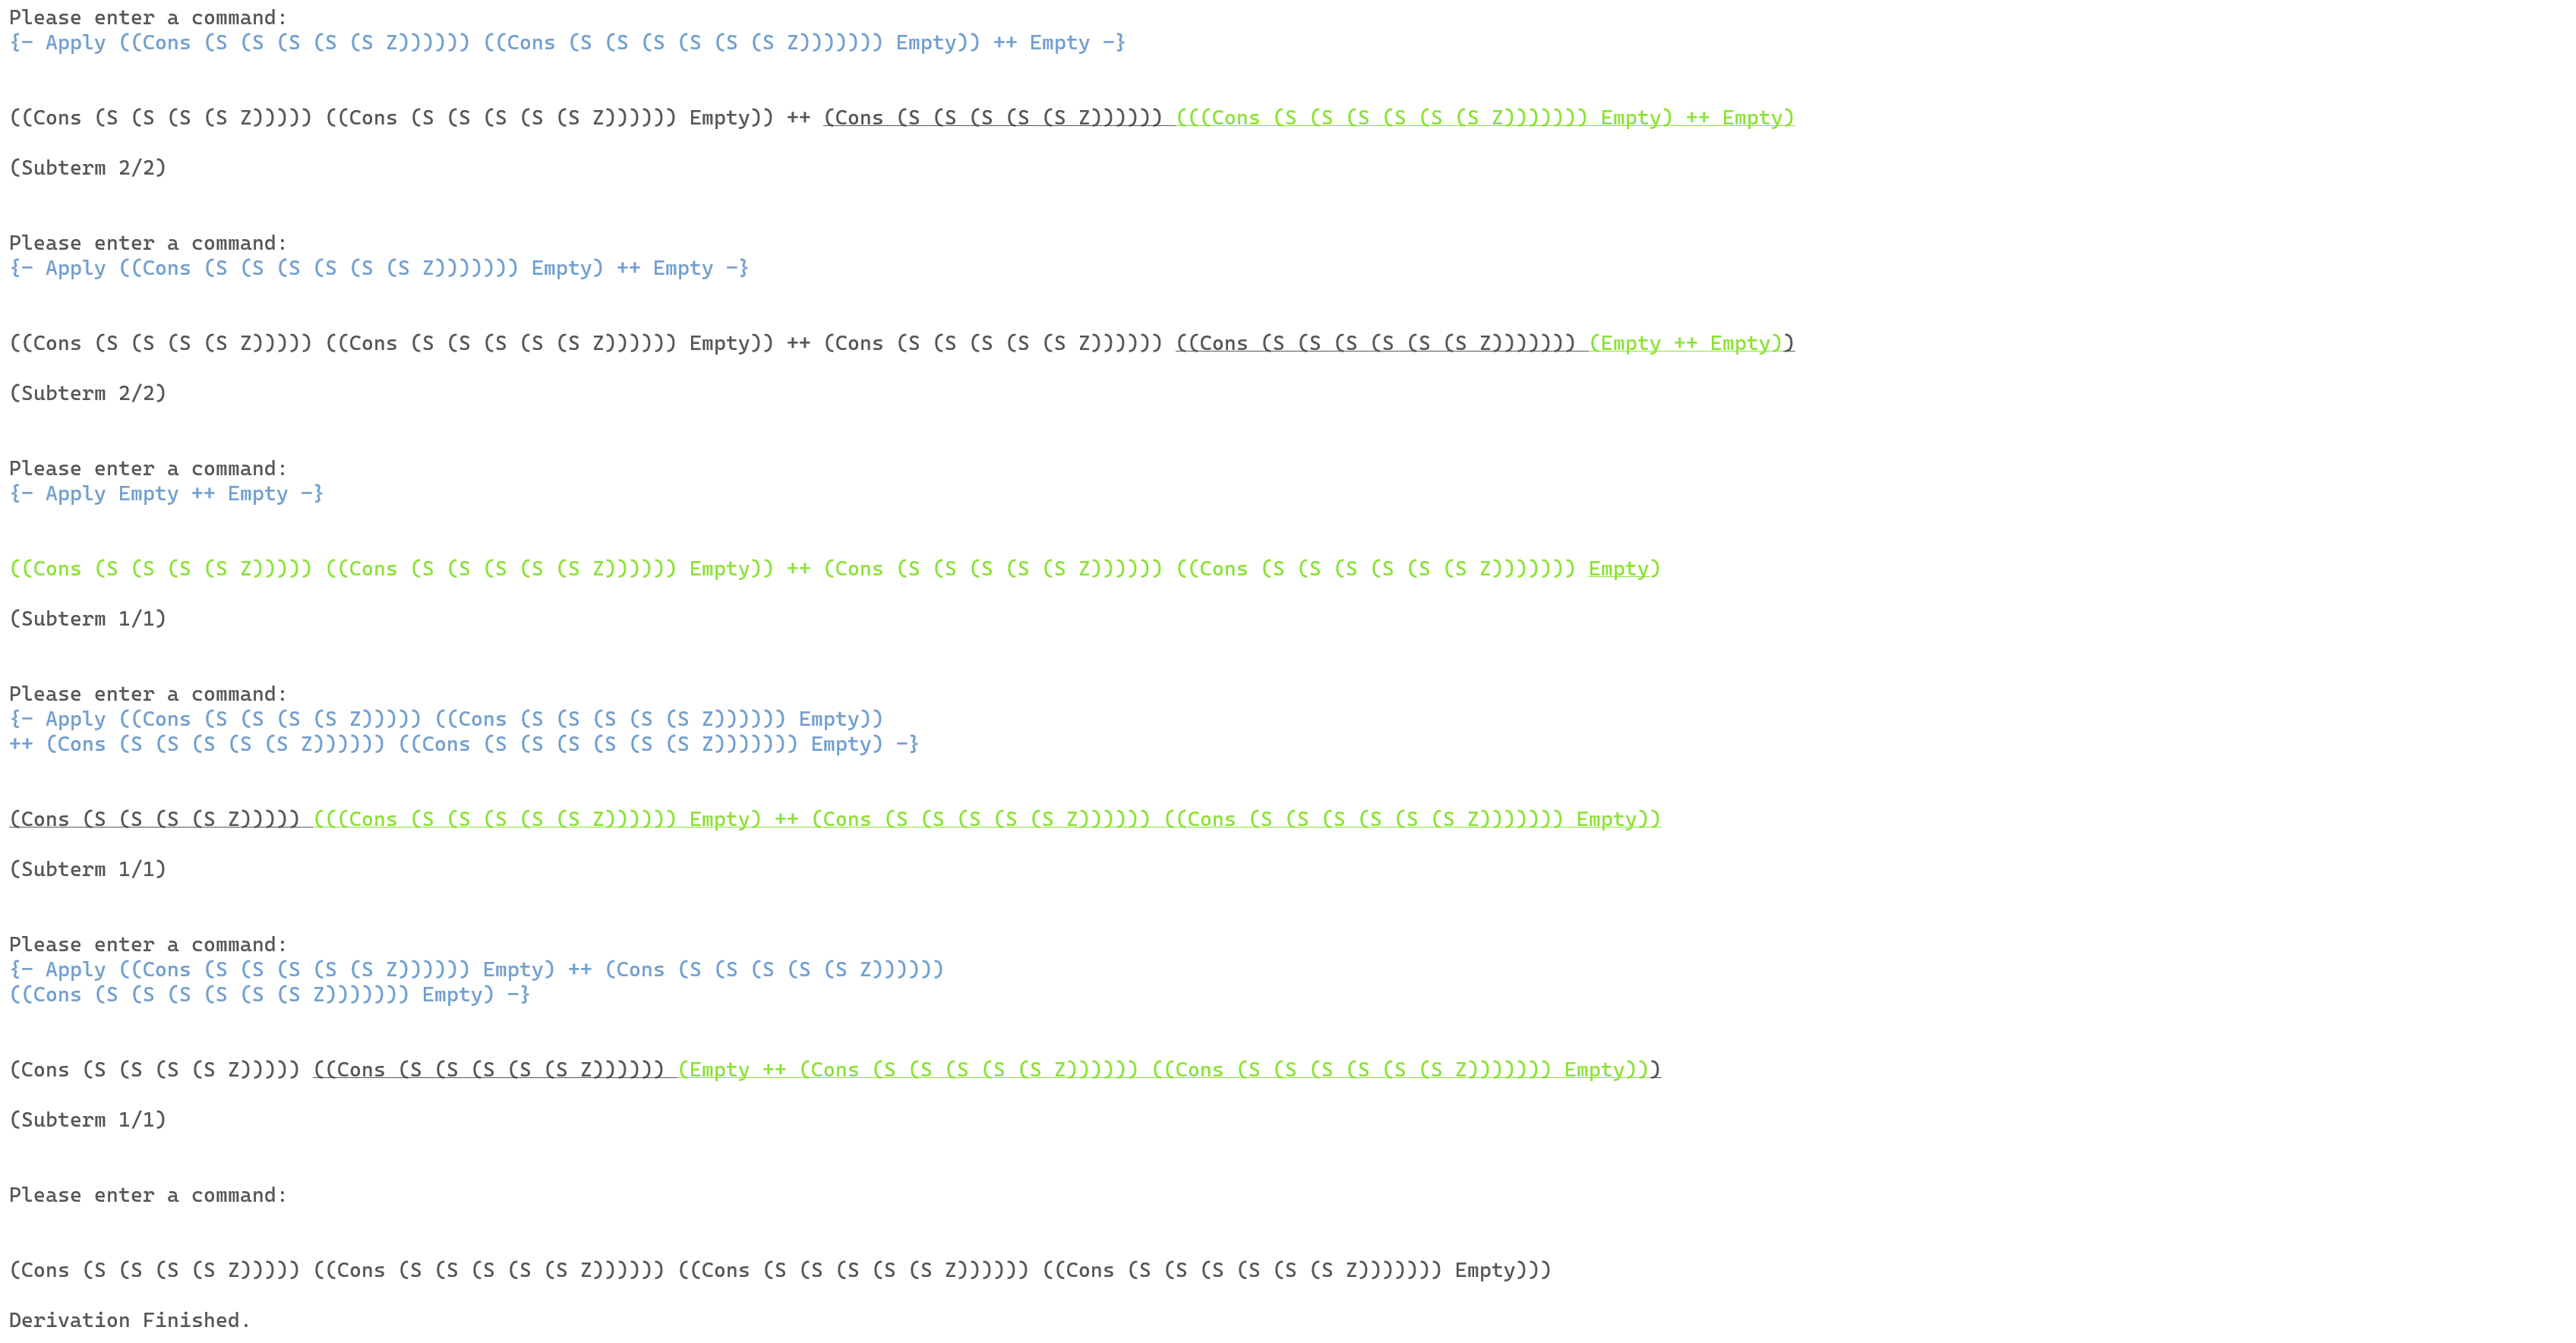 Please enter a command:
{- Apply ((Cons (S (S (S (S (S Z)))))) ((Cons (S (S (S (S (S (S Z))))))) Empty)) ++ Empty -}
((Cons (S (S (S (S Z))))) ((Cons (S (S (S (S (S Z)))))) Empty)) ++ (Cons (S (S (S (S (S Z)))))) (((Cons (S (S (S (S (S (S Z))))))) Empty) ++ Empty)
(Subterm 2/2)
Please enter a command:
{- Apply ((Cons (S (S (S (S (S (S Z))))))) Empty) ++ Empty -}
((Cons (S (S (S (S Z))))) ((Cons (S (S (S (S (S Z)))))) Empty)) ++ (Cons (S (S (S (S (S Z)))))) ((Cons (S (S (S (S (S (S Z))))))) (Empty ++ Empty))
(Subterm 2/2)
Please enter a command:
{- Apply Empty ++ Empty -}
((Cons (S (S (S (S Z))))) ((Cons (S (S (S (S (S Z)))))) Empty)) ++ (Cons (S (S (S (S (S Z)))))) ((Cons (S (S (S (S (S (S Z))))))) Empty)
(Subterm 1/1)
Please enter a command:
{- Apply ((Cons (S (S (S (S Z))))) ((Cons (S (S (S (S (S Z)))))) Empty))
++ (Cons (S (S (S (S (S Z)))))) ((Cons (S (S (S (S (S (S Z))))))) Empty) -}
(Cons (S (S (S (S Z))))) (((Cons (S (S (S (S (S Z)))))) Empty) ++ (Cons (S (S (S (S (S Z)))))) ((Cons (S (S (S (S (S (S Z))))))) Empty))
(Subterm 1/1)
Please enter a command:
{- Apply ((Cons (S (S (S (S (S Z)))))) Empty) ++ (Cons (S (S (S (S (S Z))))))
((Cons (S (S (S (S (S (S Z))))))) Empty) -}
(Cons (S (S (S (S Z))))) ((Cons (S (S (S (S (S Z)))))) (Empty ++ (Cons (S (S (S (S (S Z)))))) ((Cons (S (S (S (S (S (S Z))))))) Empty)))
(Subterm 1/1)
Please enter a command:
(Cons (S (S (S (S Z))))) ((Cons (S (S (S (S (S Z)))))) ((Cons (S (S (S (S (S Z)))))) ((Cons (S (S (S (S (S (S Z))))))) Empty)))
Derivation Finished.